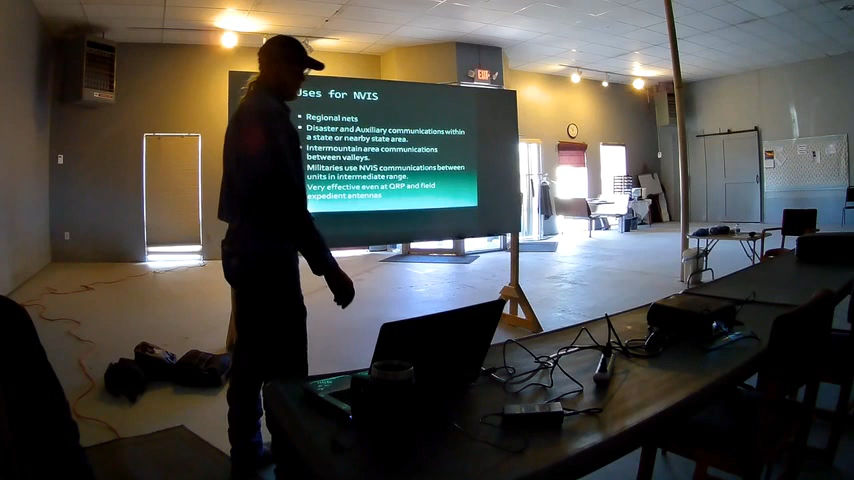 Uses for NVIS
Regional nets
Disaster and Auxiliary communications within
a state or nearby state area.
Intermountain area communications
between valleys.
Militaries use NVIS communications between
units in intermediate range.
Very effective even at QRP and field
expedient antennas
EXIT